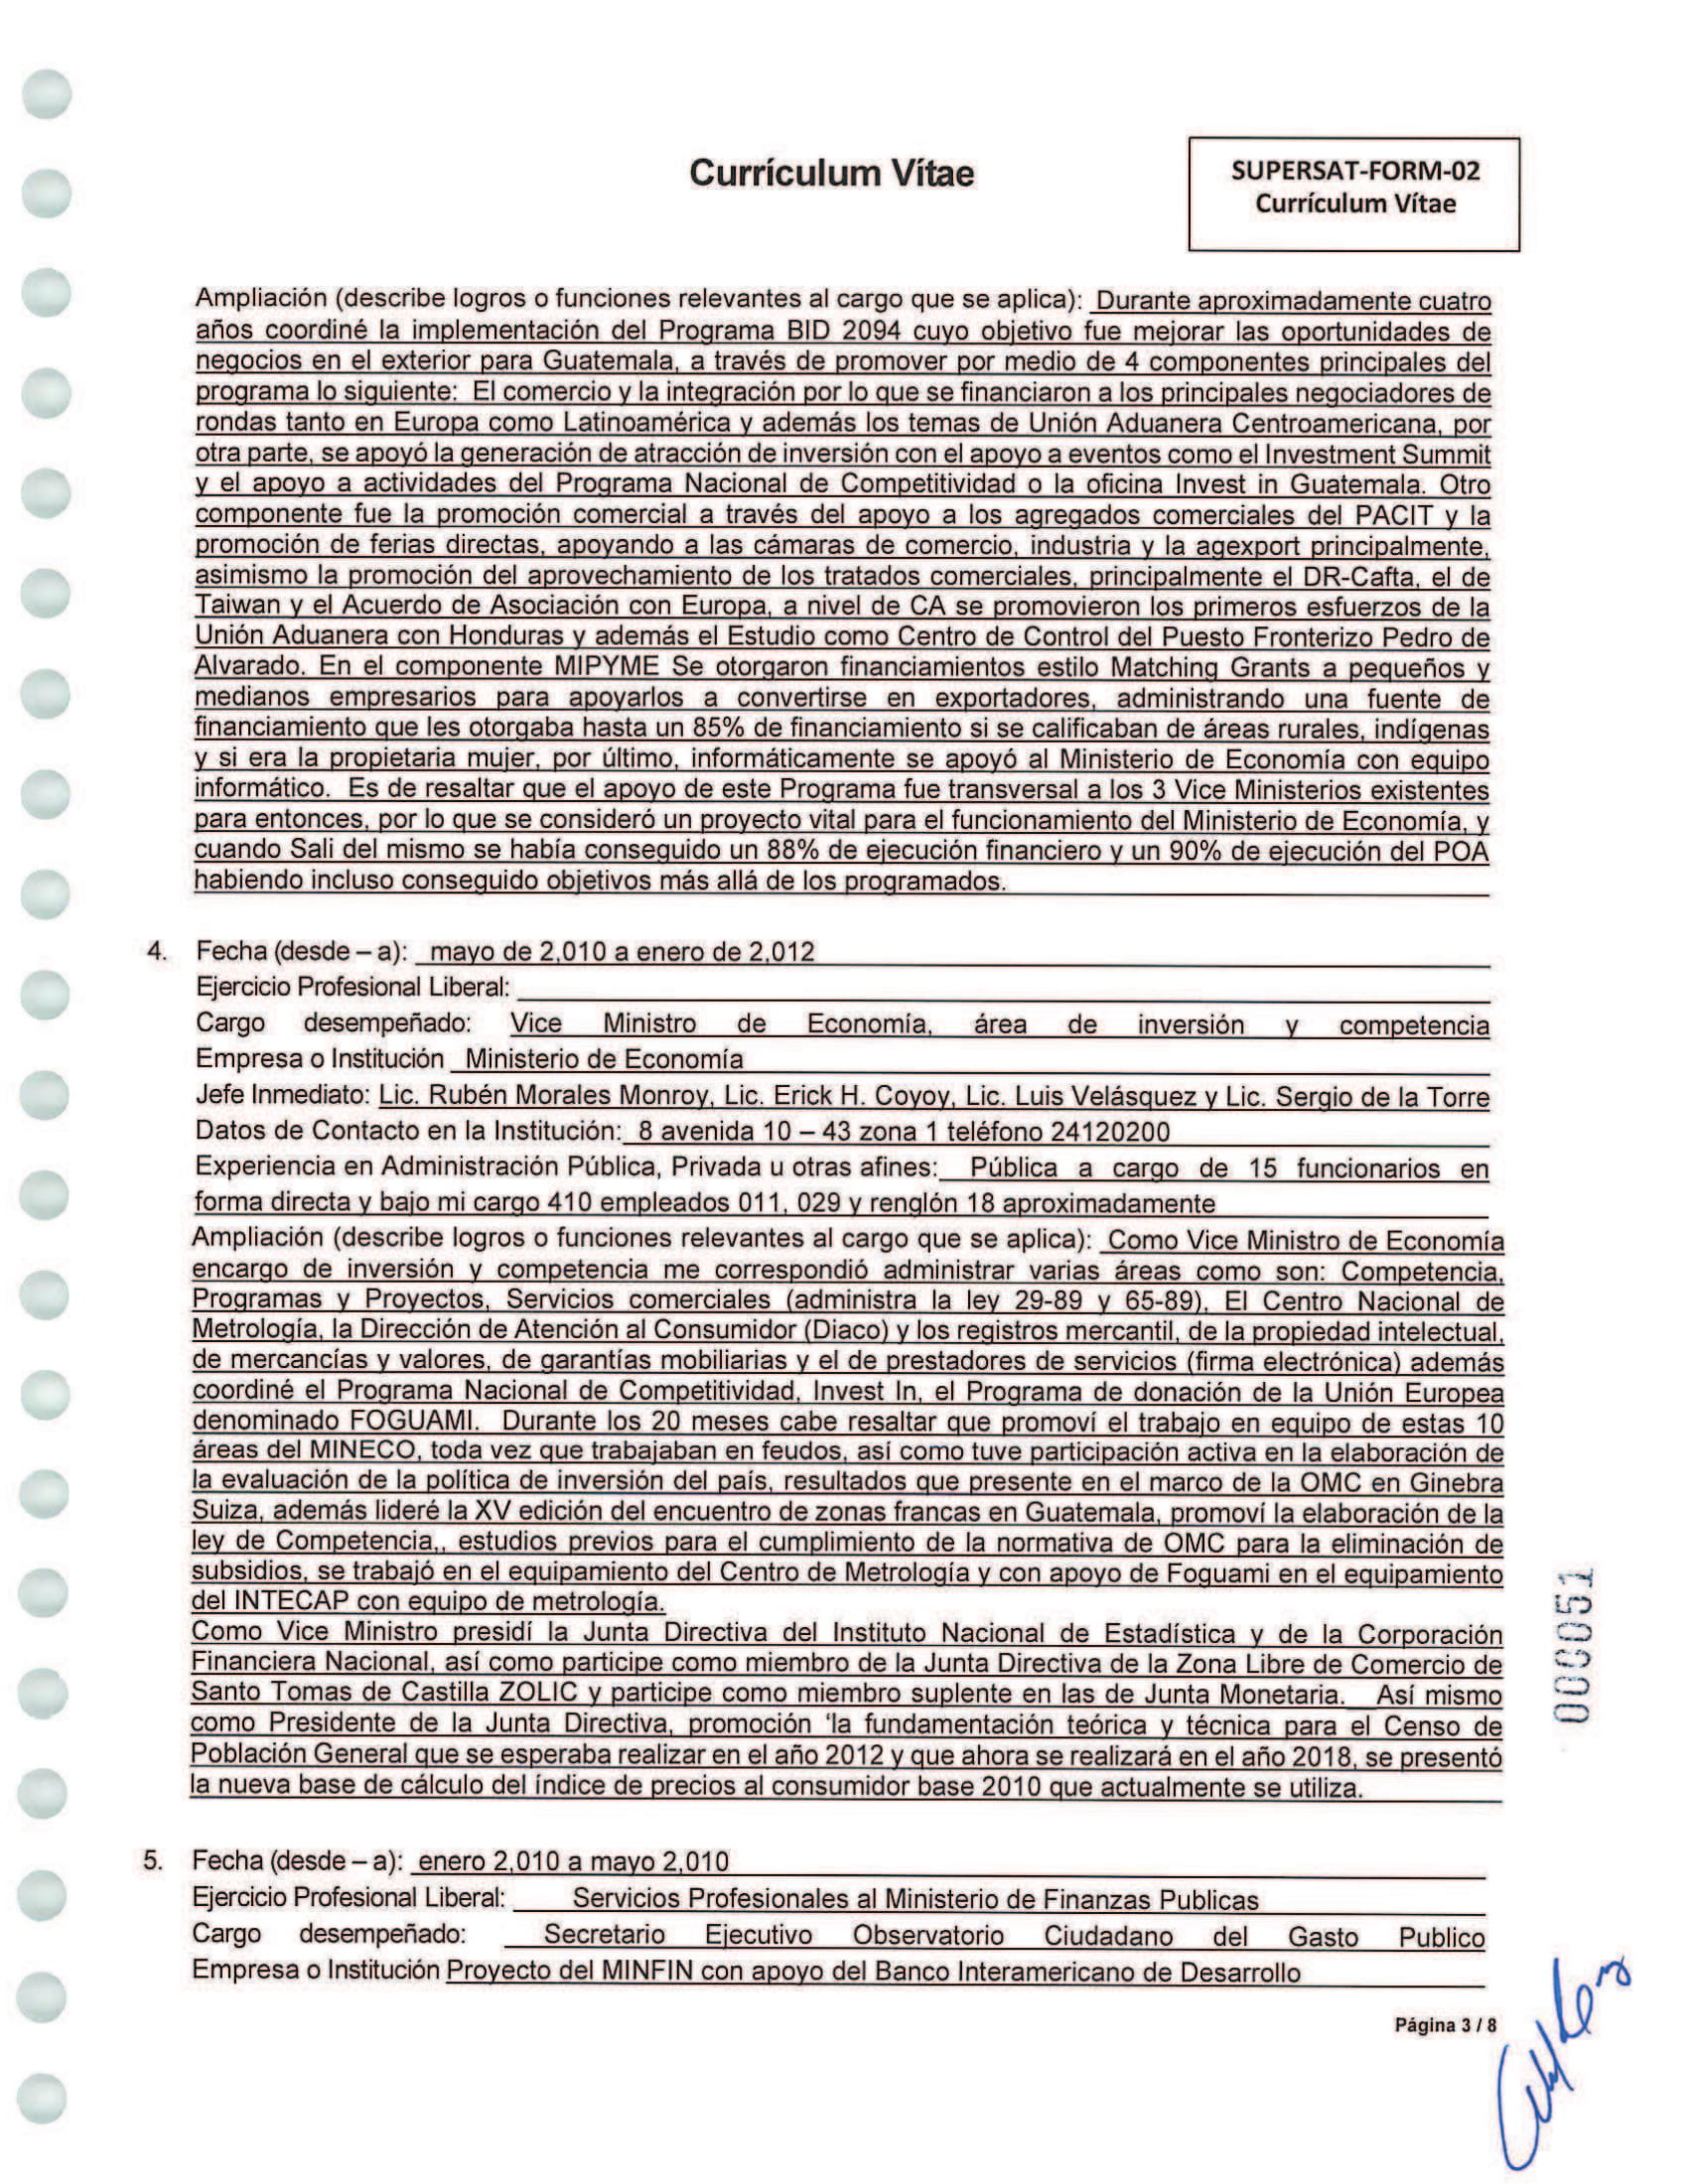 Currículum Vítae
SUPERSAT-FORM-02
Currículum Vítae
Ampliación (describe logros o funciones relevantes al cargo que se aplica): Durante aproximadamente cuatro
años coordiné la implementación del Programa BID 2094 cuyo objetivo fue mejorar las oportunidades de
negocios en el exterior para Guatemala, a través de promover por medio de 4 componentes principales del
programa lo siguiente: El comercio y la integración por lo que se financiaron a los principales negociadores de
rondas tanto en Europa como Latinoamérica y además los temas de Unión Aduanera Centroamericana, por
otra parte, se apoyó la generación de atracción de inversión con el apoyo a eventos como el Investment Summit
y el apoyo a actividades del Programa Nacional de Competitividad o la oficina Invest in Guatemala. Otro
componente fue la promoción comercial a través del apoyo a los agregados comerciales del PACIT y la
promoción de ferias directas, apoyando a las cámaras de comercio, industria y la agexport principalmente,
asimismo la promoción del aprovechamiento de los tratados comerciales, principalmente el DR-Cafta, el de
Taiwan y el Acuerdo de Asociación con Europa, a nivel de CA se promovieron los primeros esfuerzos de la
Unión Aduanera con Honduras y además el Estudio como Centro de Control del Puesto Fronterizo Pedro de
Alvarado. En el componente MIPYME Se otorgaron financiamientos estilo Matching Grants a pequeños y
medianos empresarios para apoyarlos a convertirse en exportadores, administrando una fuente de
financiamiento que les otorgaba hasta un 85% de financiamiento si se calificaban de áreas rurales, indígenas
y si era la propietaria mujer, por último, informáticamente se apoyó al Ministerio de Economía con equipo
informático. Es de resaltar que el apoyo de este Programa fue transversal a los 3 Vice Ministerios existentes
para entonces, por lo que se consideró un proyecto vital para el funcionamiento del Ministerio de Economía, y
cuando Sali del mismo se había conseguido un 88% de ejecución financiero y un 90% de ejecución del POA
habiendo incluso conseguido objetivos más allá de los programados.
4. Fecha (desde – a): mayo de 2,010 a enero de 2,012
Ejercicio Profesional Liberal:
Cargo desempeñado: Vice Ministro de Economía, área de inversión y competencia
Empresa o Institución Ministerio de Economía
Jefe Inmediato: Lic. Rubén Morales Monroy, Lic. Erick H. Coyoy, Lic. Luis Velásquez y Lic. Sergio de la Torre
Datos de Contacto en la Institución: 8 avenida 10 – 43 zona 1 teléfono 24120200
Experiencia en Administración Pública, Privada u otras afines: Pública a cargo de 15 funcionarios en
forma directa y bajo mi cargo 410 empleados 011, 029 y renglón 18 aproximadamente
Ampliación (describe logros o funciones relevantes al cargo que se aplica): Como Vice Ministro de Economía
encargo de inversión y competencia me correspondió administrar varias áreas como son: Competencia,
Programas y Proyectos, Servicios comerciales (administra la ley 29-89 y 65-89), El Centro Nacional de
Metrología, la Dirección de Atención al Consumidor (Diaco) y los registros mercantil, de la propiedad intelectual,
de mercancías y valores, de garantías mobiliarias y el de prestadores de servicios (firma electrónica) además
coordiné el Programa Nacional de Competitividad, Invest In, el Programa de donación de la Unión Europea
denominado FOGUAMI. Durante los 20 meses cabe resaltar que promoví el trabajo en equipo de estas 10
áreas del MINECO, toda vez que trabajaban en feudos, así como tuve participación activa en la elaboración de
la evaluación de la política de inversión del país, resultados que presente en el marco de la OMC en Ginebra
Suiza, además lideré la XV edición del encuentro de zonas francas en Guatemala, promoví la elaboración de la
ley de Competencia,, estudios previos para el cumplimiento de la normativa de OMC para la eliminación de
subsidios, se trabajó en el equipamiento del Centro de Metrología y con apoyo de Foguami en el equipamiento
del INTECAP con equipo de metrología.
Como Vice Ministro presidí la Junta Directiva del Instituto Nacional de Estadística y de la Corporación
Financiera Nacional, así como participe como miembro de la Junta Directiva de la Zona Libre de Comercio de
Santo Tomas de Castilla ZOLIC y participe como miembro suplente en las de Junta Monetaria. Así mismo
como Presidente de la Junta Directiva, promoción 'la fundamentación teórica y técnica para el Censo de
Población General que se esperaba realizar en el año 2012 y que ahora se realizará en el año 2018, se presentó
la nueva base de cálculo del índice de precios al consumidor base 2010 que actualmente se utiliza.
000051
5. Fecha (desde – a): enero 2,010 a mayo 2,010
Ejercicio Profesional Liberal: Servicios Profesionales al Ministerio de Finanzas Publicas
Cargo desempeñado: Secretario Ejecutivo Observatorio Ciudadano del Gasto Publico
Empresa o Institución Proyecto del MINFIN con apoyo del Banco Interamericano de Desarrollo
Página 3 / 8